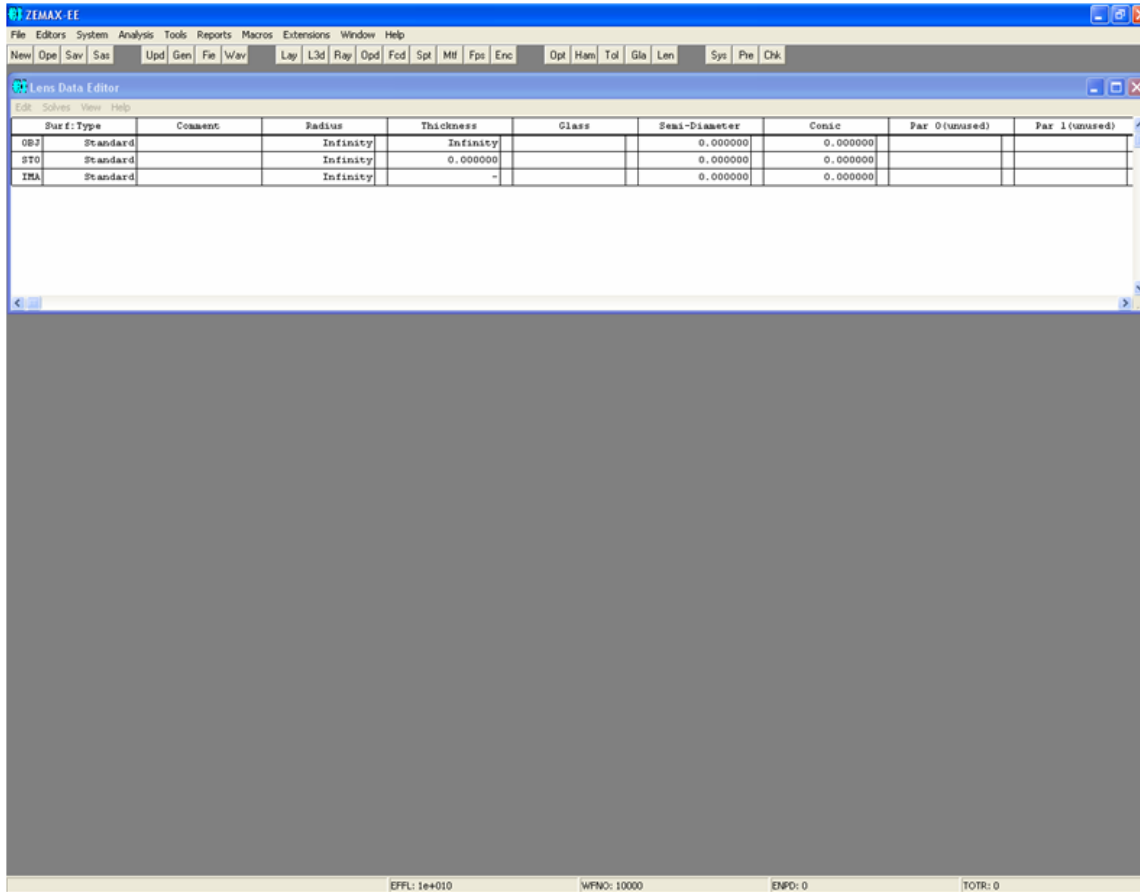 ZEMAX-EE
File Editors System Analysis Tools Reports Macros Extensions Window Help
New Ope Sav Sas Upd Gen Fie Wav Lay L3d Ray Opd Fcd Spt Mtf Fps Enc Opt Ham Tol Gla Len Sys Pre Chk
Lens Data Editor
Edit Solves View Help
Surf:Type Comment Radius Thickness Glass Semi-Diameter Conic Par 0(unused) Par 1(unused)
OBJ Standard Infinity Infinity 0.000000 0.000000
STO Standard Infinity 0.000000 0.000000 0.000000
IMA Standard Infinity - 0.000000 0.000000
EFFL: 1e+010 WFNO: 10000 ENPD: 0 TOTR: 0